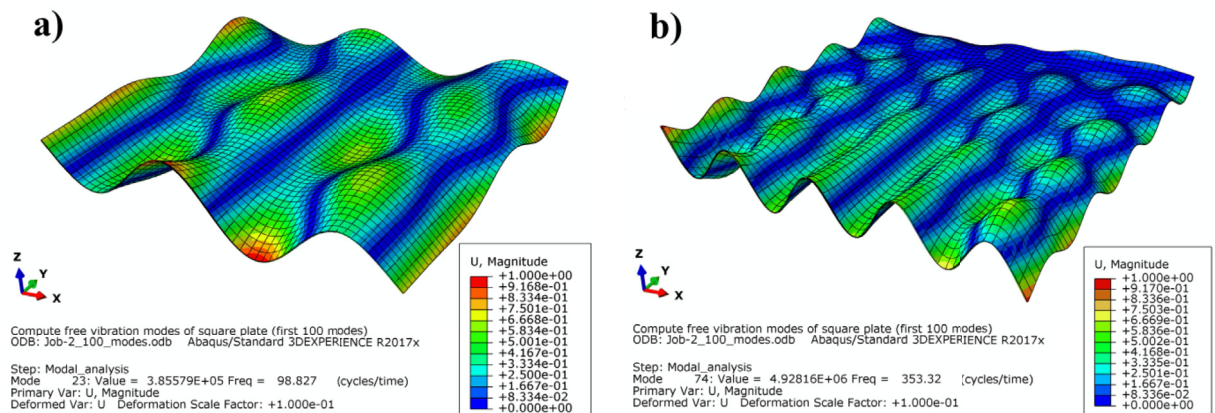 a)
Z
Y
X
U, Magnitude
+1.000e+00
+9.168e-01
+8.334e-01
+7.501e-01
+6.668e-01
+5.834e-01
+5.001e-01
+4.167e-01
+3.334e-01
+2.500e-01
+1.667e-01
+8.334e-02
+0.000e+00
Compute free vibration modes of square plate (first 100 modes)
ODB: Job-2_100_modes.odb Abaqus/Standard 3DEXPERIENCE R2017x
Step: Modal_analysis
Mode 23: Value = 3.85579E+05 Freq = 98.827 (cycles/time)
Primary Var: U, Magnitude
Deformed Var: U Deformation Scale Factor: +1.000e-01
b)
Z
Y
X
U, Magnitude
+1.000e+00
+9.170e-01
+8.336e-01
+7.503e-01
+6.669e-01
+5.836e-01
+5.002e-01
+4.168e-01
+3.335e-01
+2.501e-01
+1.667e-01
+8.336e-02
+0.000e+00
Compute free vibration modes of square plate (first 100 modes)
ODB: Job-2_100_modes.odb Abaqus/Standard 3DEXPERIENCE R2017x
Step: Modal_analysis
Mode 74: Value = 4.92816E+06 Freq = 353.32 (cycles/time)
Primary Var: U, Magnitude
Deformed Var: U Deformation Scale Factor: +1.000e-01